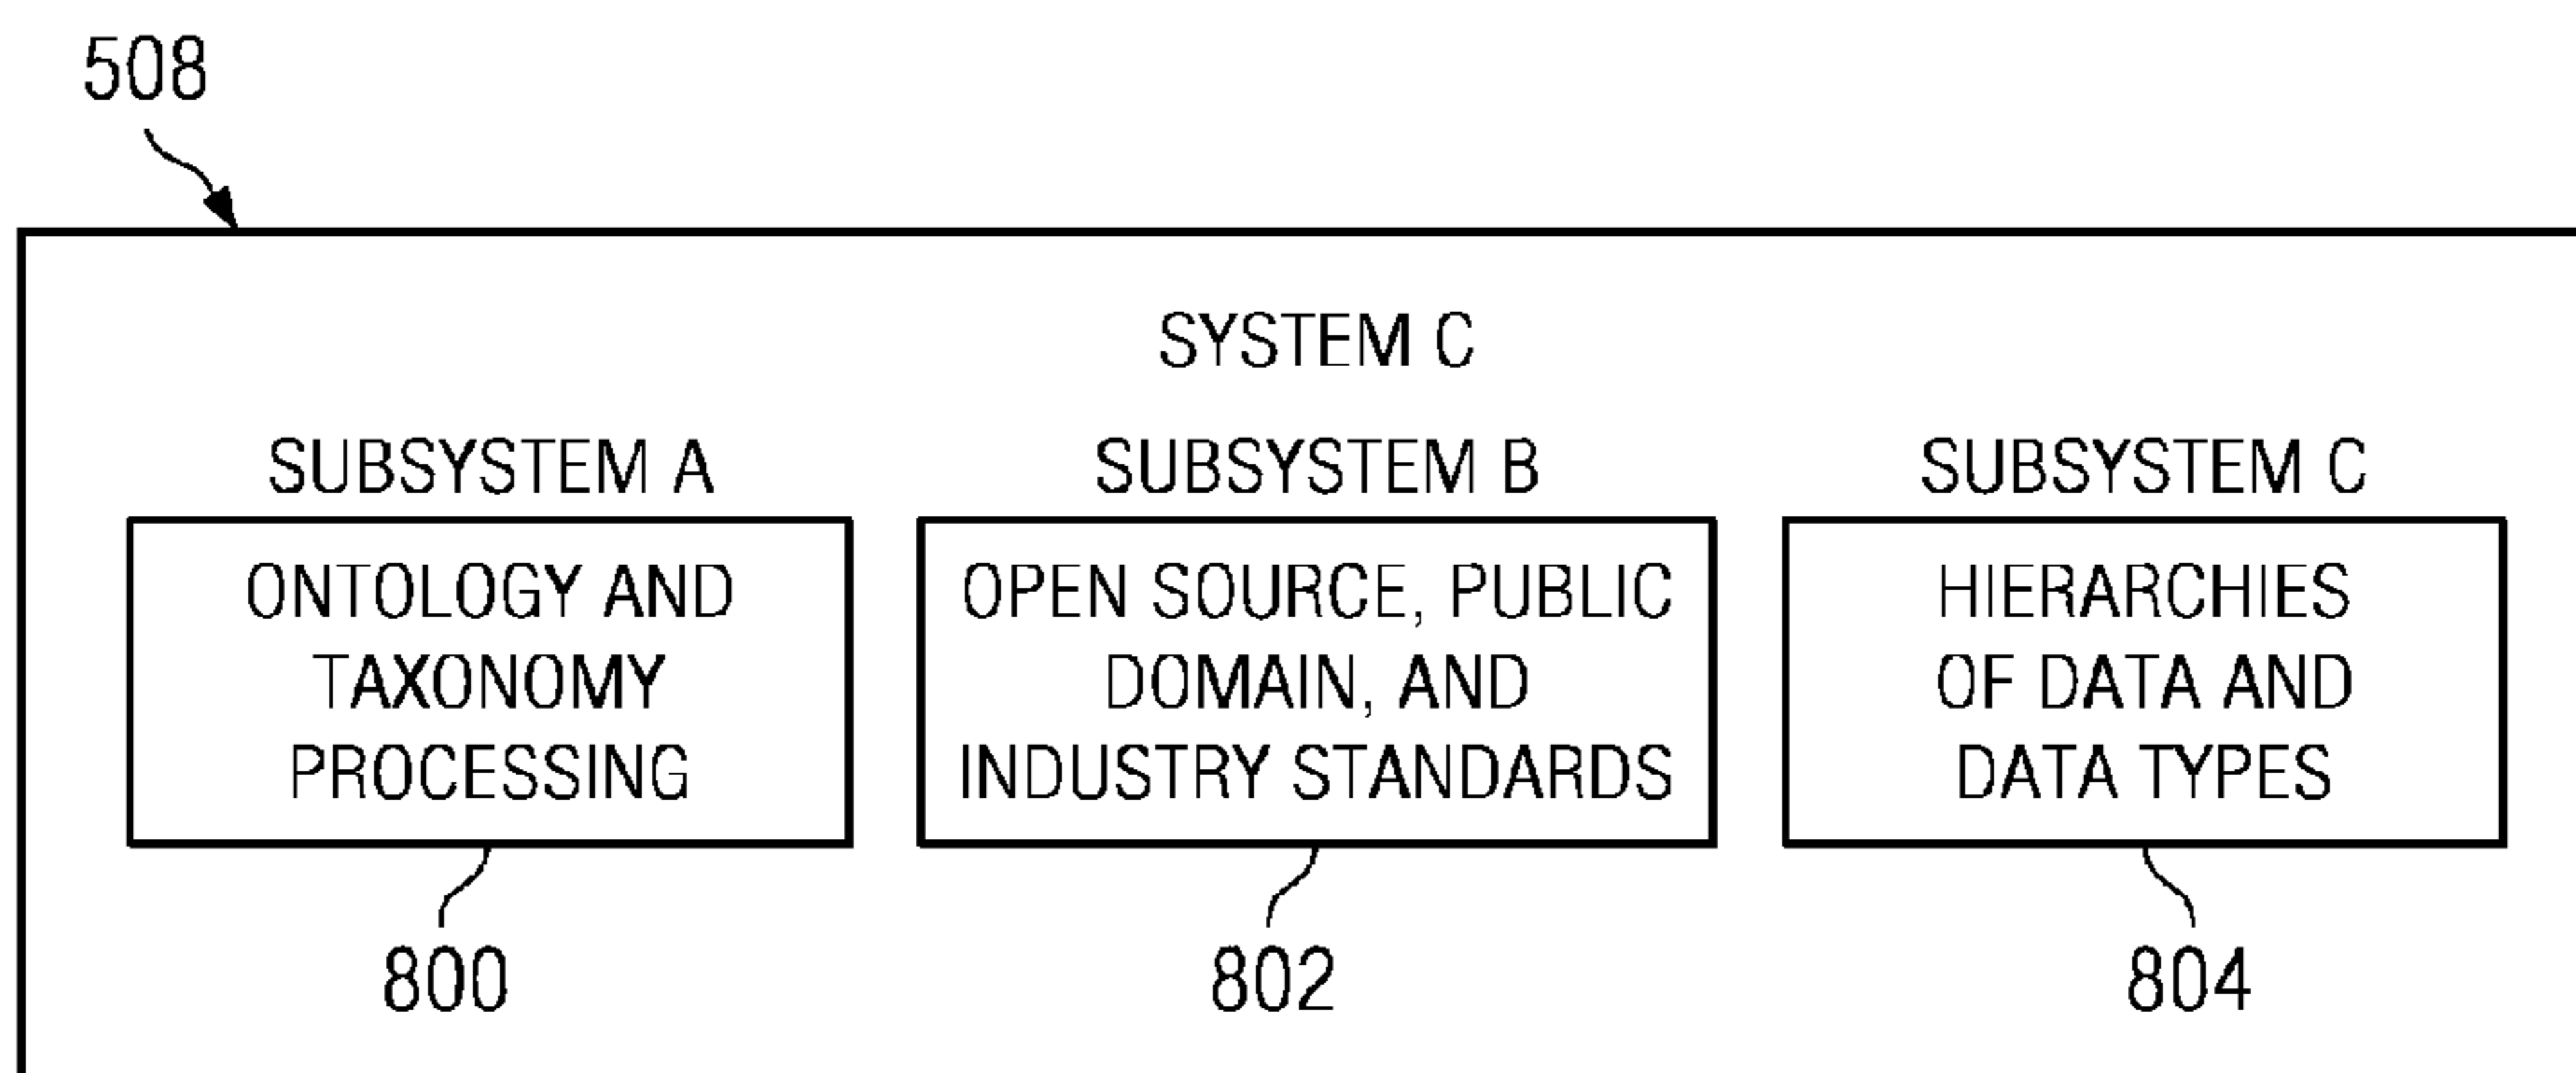 508
SYSTEM C
SUBSYSTEM A
ONTOLOGY AND
TAXONOMY
PROCESSING
800
SUBSYSTEM B
OPEN SOURCE, PUBLIC
DOMAIN, AND
INDUSTRY STANDARDS
802
SUBSYSTEM C
HIERARCHIES
OF DATA AND
DATA TYPES
804